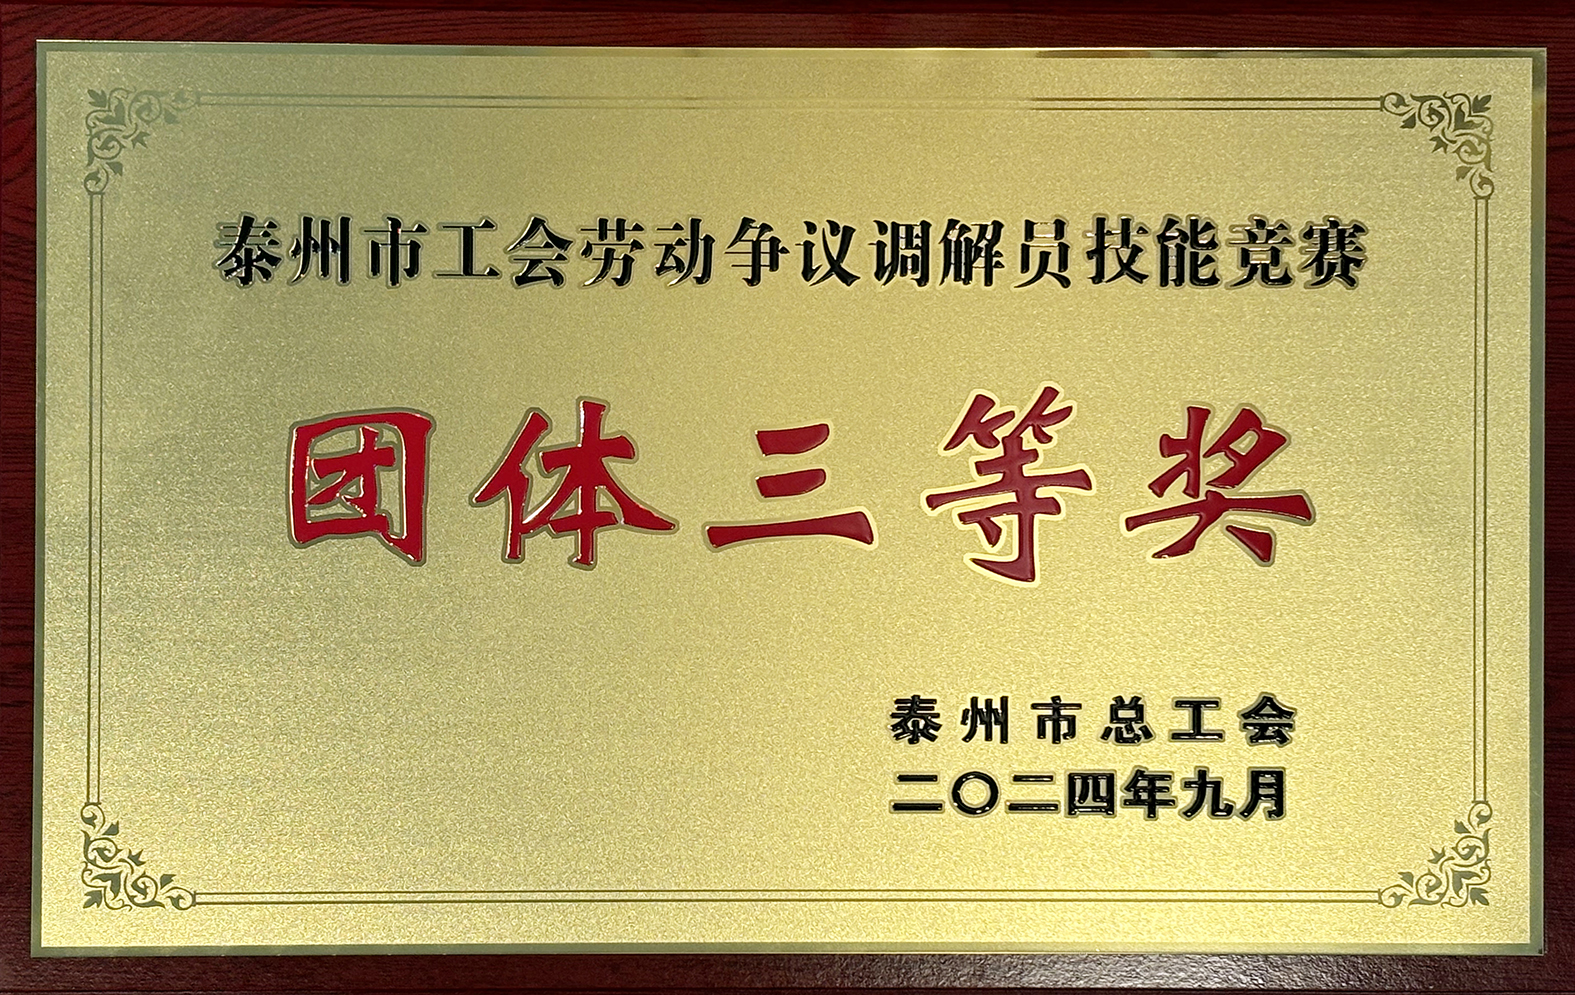 泰州市工会劳动争议调解员技能竞赛
团体三等奖
泰州市总工会
二〇二四年九月